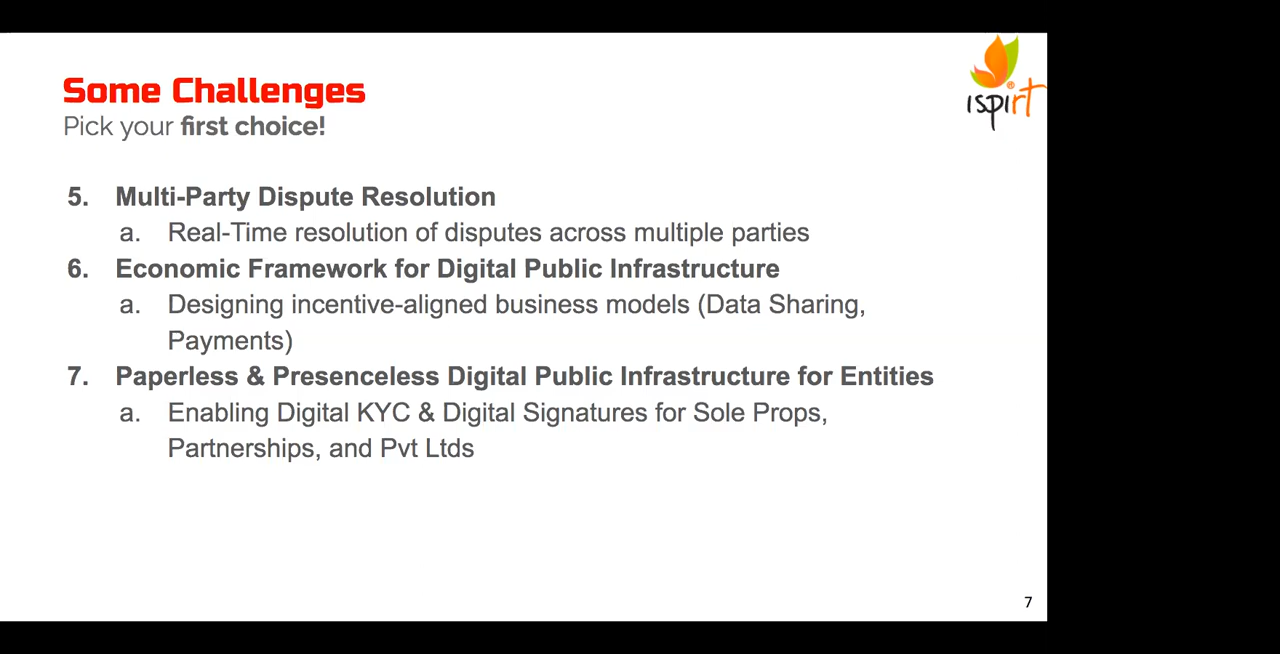 Some Challenges
Pick your first choice!
ıspırt®
5. Multi-Party Dispute Resolution
a. Real-Time resolution of disputes across multiple parties
6. Economic Framework for Digital Public Infrastructure
a. Designing incentive-aligned business models (Data Sharing,
Payments)
7. Paperless & Presenceless Digital Public Infrastructure for Entities
a. Enabling Digital KYC & Digital Signatures for Sole Props,
Partnerships, and Pvt Ltds
7